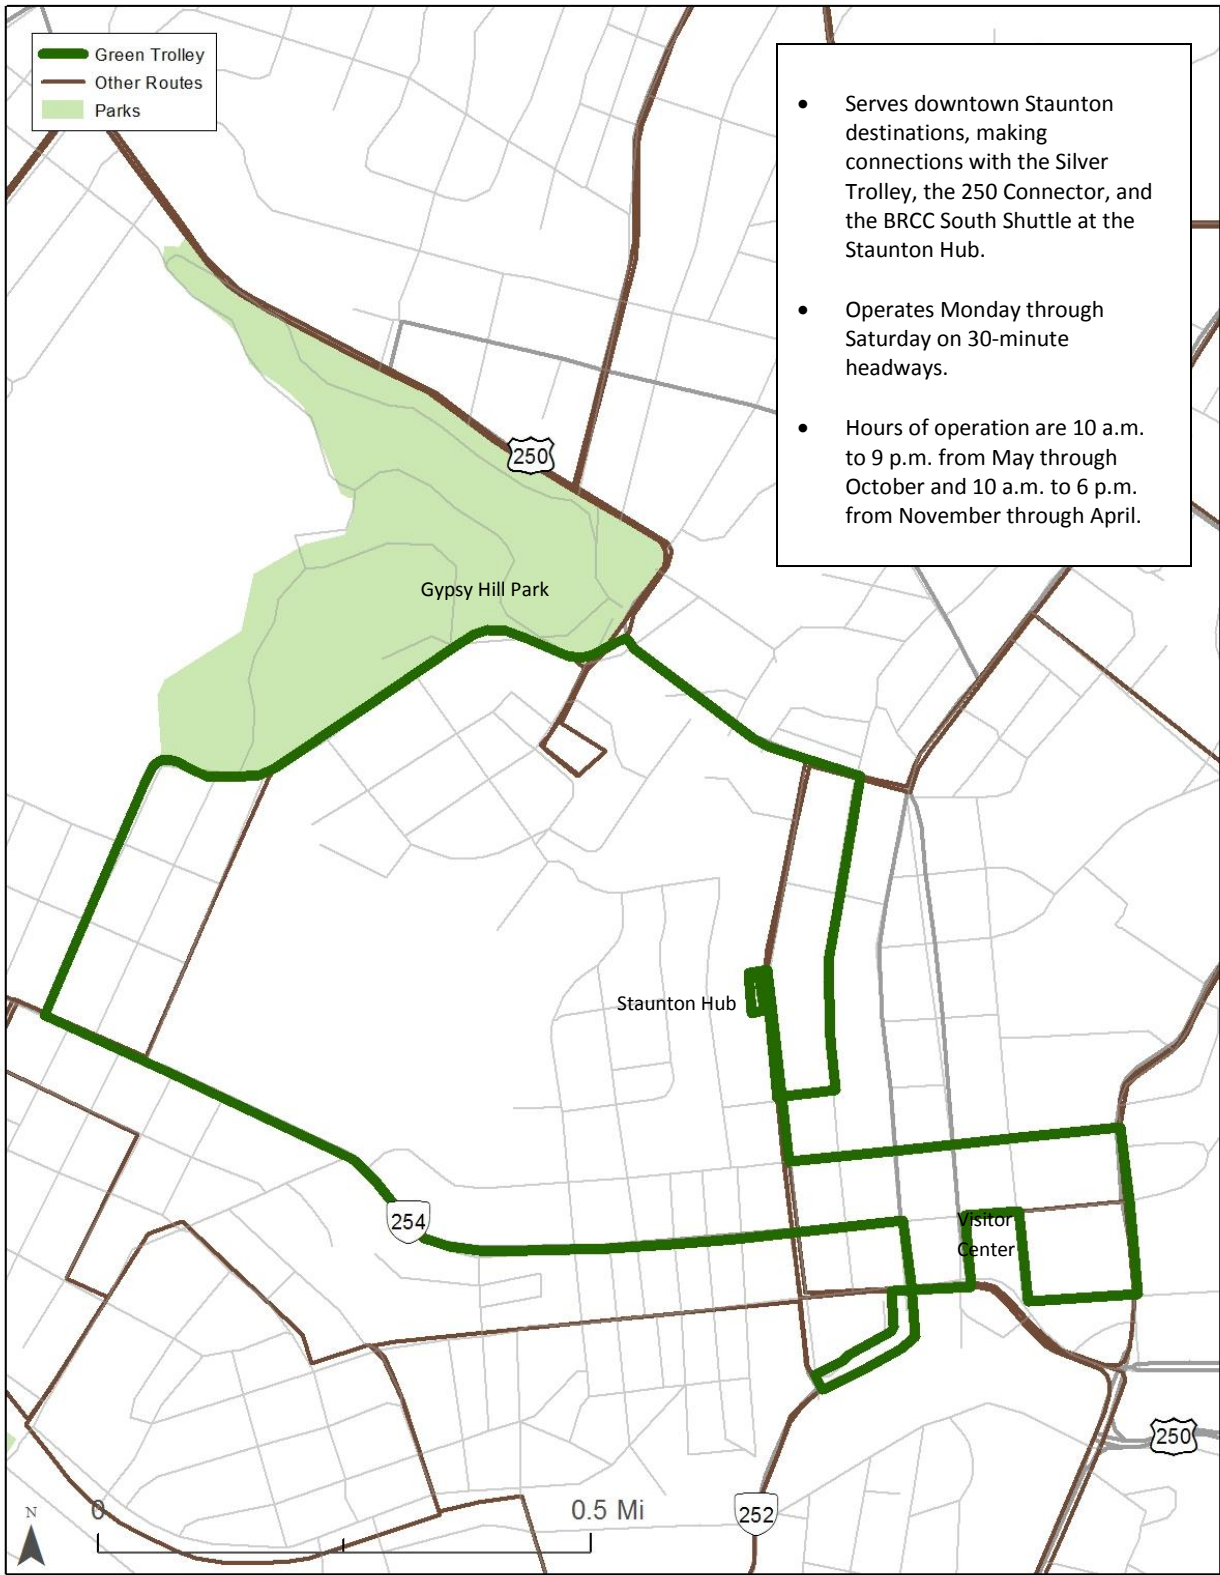 Green Trolley
Other Routes
Parks
• Serves downtown Staunton
destinations, making
connections with the Silver
Trolley, the 250 Connector, and
the BRCC South Shuttle at the
Staunton Hub.
• Operates Monday through
Saturday on 30-minute
headways.
• Hours of operation are 10 a.m.
to 9 p.m. from May through
October and 10 a.m. to 6 p.m.
from November through April.
250
Gypsy Hill Park
Staunton Hub
254
Visitor
Center
250
252
N
0 0.5 Mi